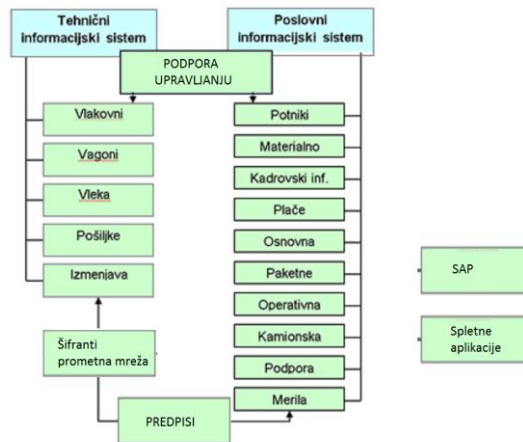 Tehnični
informacijski sistem
Poslovni
informacijski sistem
PODPORA
UPRAVLJANJU
Vlakovni
Vagoni
Vleka
Pošiljke
Izmenjava
Potniki
Materialno
Kadrovski inf.
Plače
Osnovna
Paketne
Operativna
Kamionska
Podpora
Merila
SAP
Spletne
aplikacije
Šifranti
prometna mreža
PREDPISI